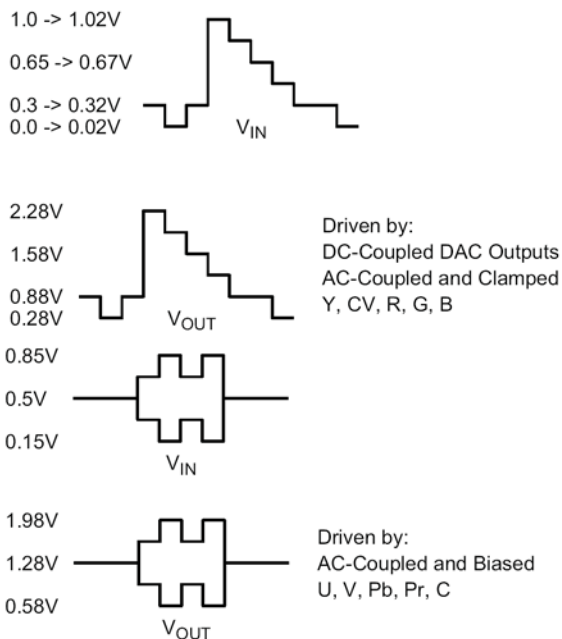 1.0 -> 1.02V
0.65 -> 0.67V
0.3 -> 0.32V
0.0 -> 0.02V
VIN
2.28V
1.58V
0.88V
0.28V
VOUT
Driven by:
DC-Coupled DAC Outputs
AC-Coupled and Clamped
Y, CV, R, G, B
0.85V
0.5V
0.15V
VIN
1.98V
1.28V
0.58V
VOUT
Driven by:
AC-Coupled and Biased
U, V, Pb, Pr, C